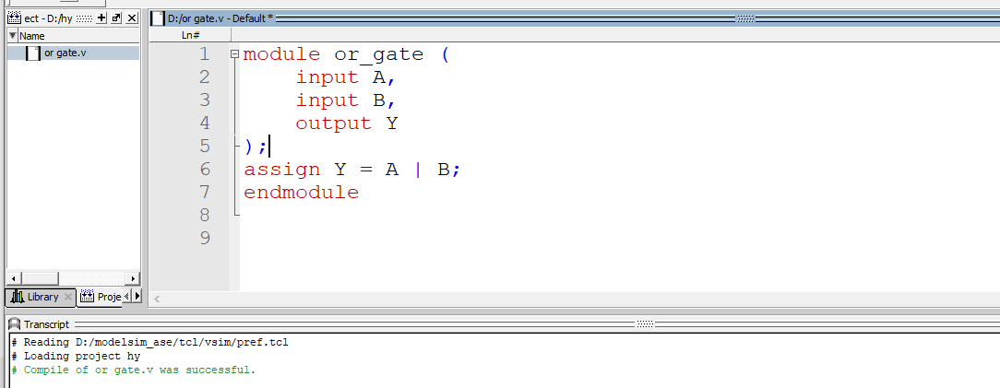 ect - D:/hy
Name
or gate.v
Library
Proje
D:/or gate.v - Default *
Ln#
1 module or_gate (
2 input A,
3 input B,
4 output Y
5 );
6 assign Y = A | B;
7 endmodule
8
9
Transcript
# Reading D:/modelsim_ase/tcl/vsim/pref.tcl
# Loading project hy
# Compile of or gate.v was successful.